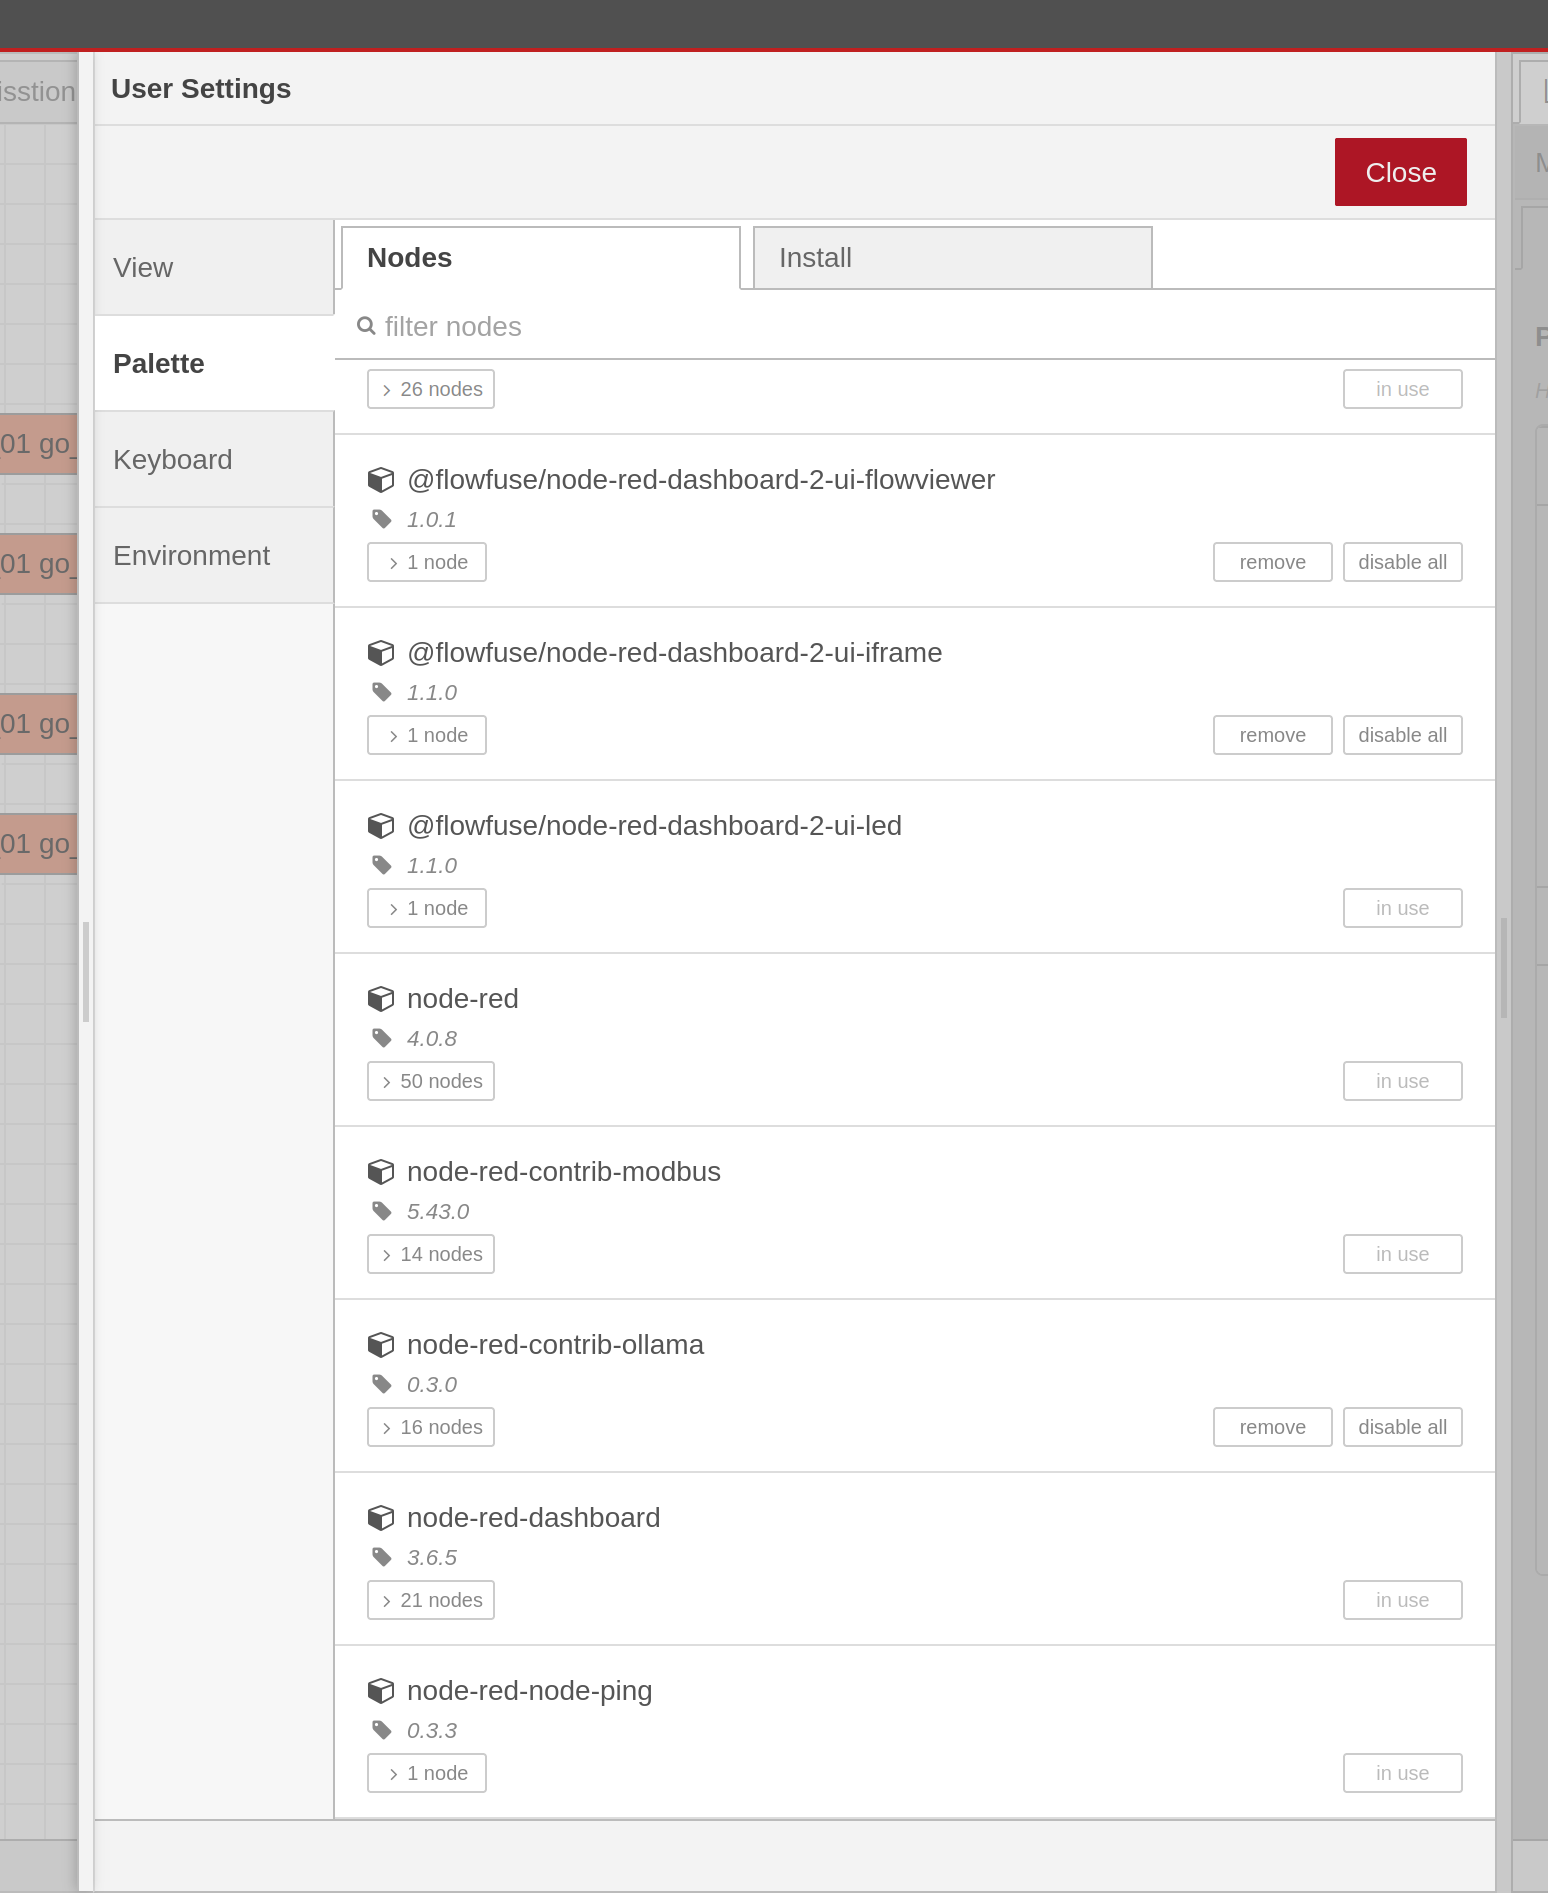 User Settings
Close
isstion
View
Palette
Keyboard
Environment
Nodes
Install
filter nodes
26 nodes
in use
@flowfuse/node-red-dashboard-2-ui-flowviewer
1.0.1
1 node
remove
disable all
@flowfuse/node-red-dashboard-2-ui-iframe
1.1.0
1 node
remove
disable all
@flowfuse/node-red-dashboard-2-ui-led
1.1.0
1 node
in use
node-red
4.0.8
50 nodes
in use
node-red-contrib-modbus
5.43.0
14 nodes
in use
node-red-contrib-ollama
0.3.0
16 nodes
remove
disable all
node-red-dashboard
3.6.5
21 nodes
in use
node-red-node-ping
0.3.3
1 node
in use
01 go_
01 go_
01 go_
01 go_